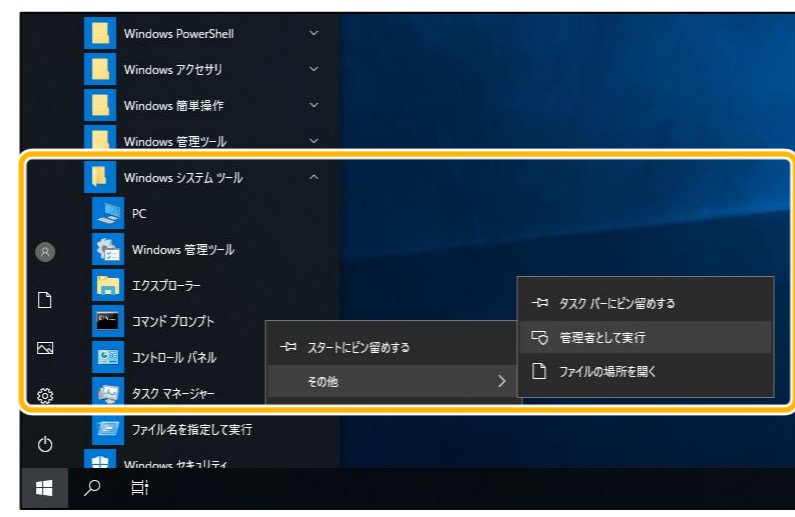 Windows PowerShell
Windows アクセサリ
Windows 簡単操作
Windows 管理ツール
Windows システム ツール
PC
Windows 管理ツール
エクスプローラー
コマンド プロンプト
コントロール パネル
タスク マネージャー
ファイル名を指定して実行
Windows セキュリティ
スタートにピン留めする
その他
タスク バーにピン留めする
管理者として実行
ファイルの場所を開く